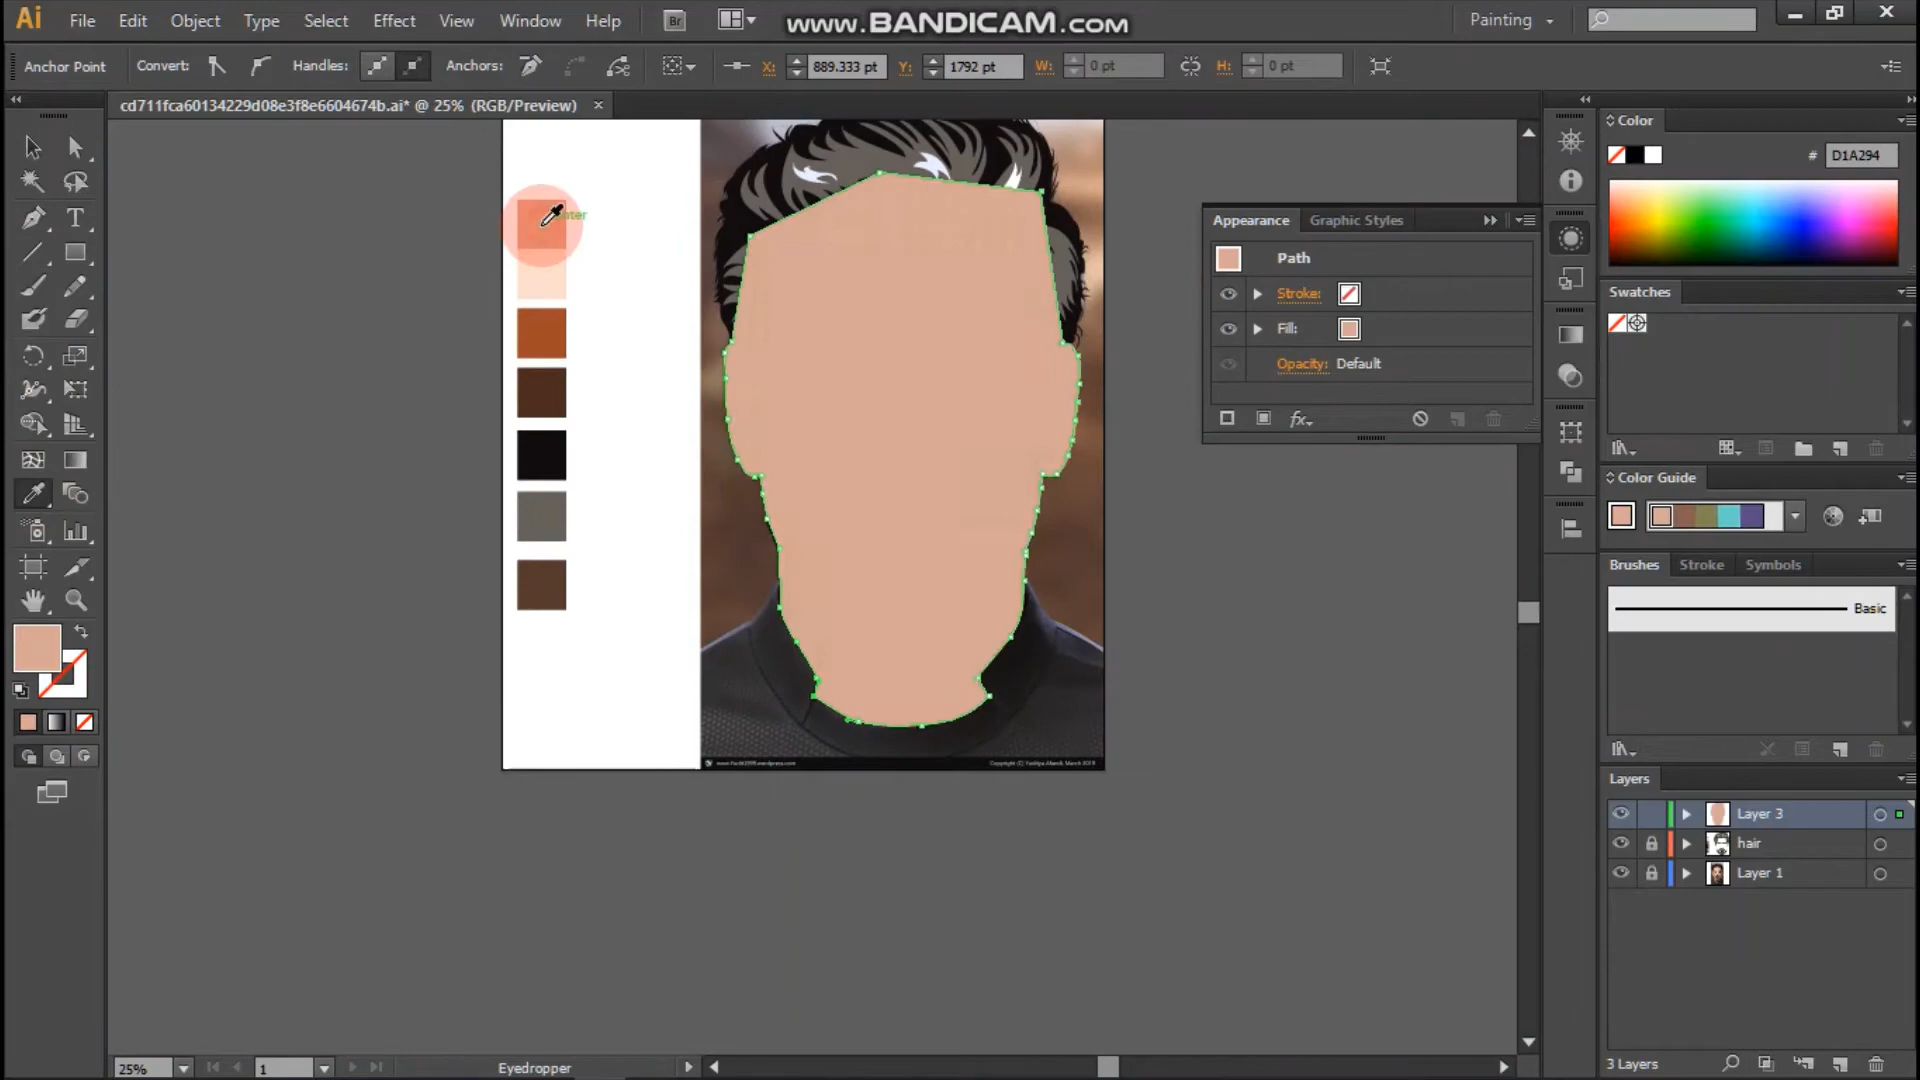 Ai File Edit Object Type Select Effect View Window Help Br www.BANDICAM.com Painting
Anchor Point Convert: Handles: Anchors: X: 889.333 pt Y: 1792 pt W: 0 pt H: 0 pt
cd711fca60134229d08e3f8e6604674b.ai* @ 25% (RGB/Preview)
Color
# D1A294
Appearance Graphic Styles
Path
Stroke:
Fill:
Opacity: Default
fx
Swatches
Color Guide
Brushes Stroke Symbols
Basic
Layers
Layer 3
hair
Layer 1
3 Layers
25% 1 Eyedropper